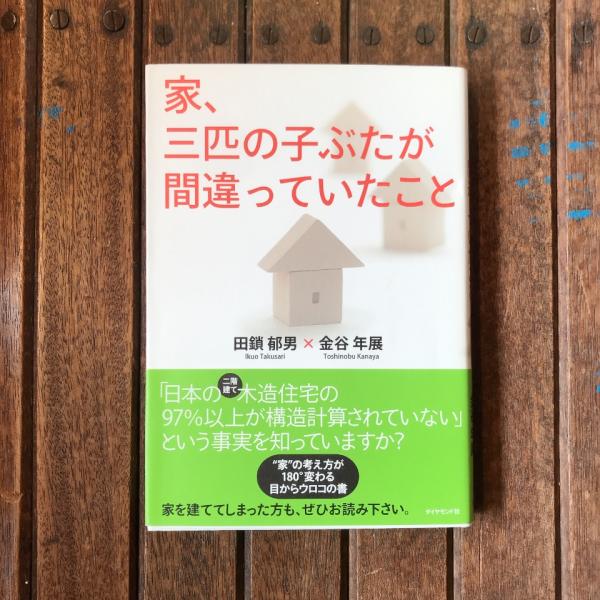 家、
三匹の子ぶたが
間違っていたこと
田鎖 郁男 × 金谷 年展
Ikuo Takusari Toshinobu Kanaya
「日本の二階建て木造住宅の
97％以上が構造計算されていない」
という事実を知っていますか？
“家”の考え方が
180°変わる
目からウロコの書
家を建ててしまった方も、ぜひお読み下さい。
ダイヤモンド社